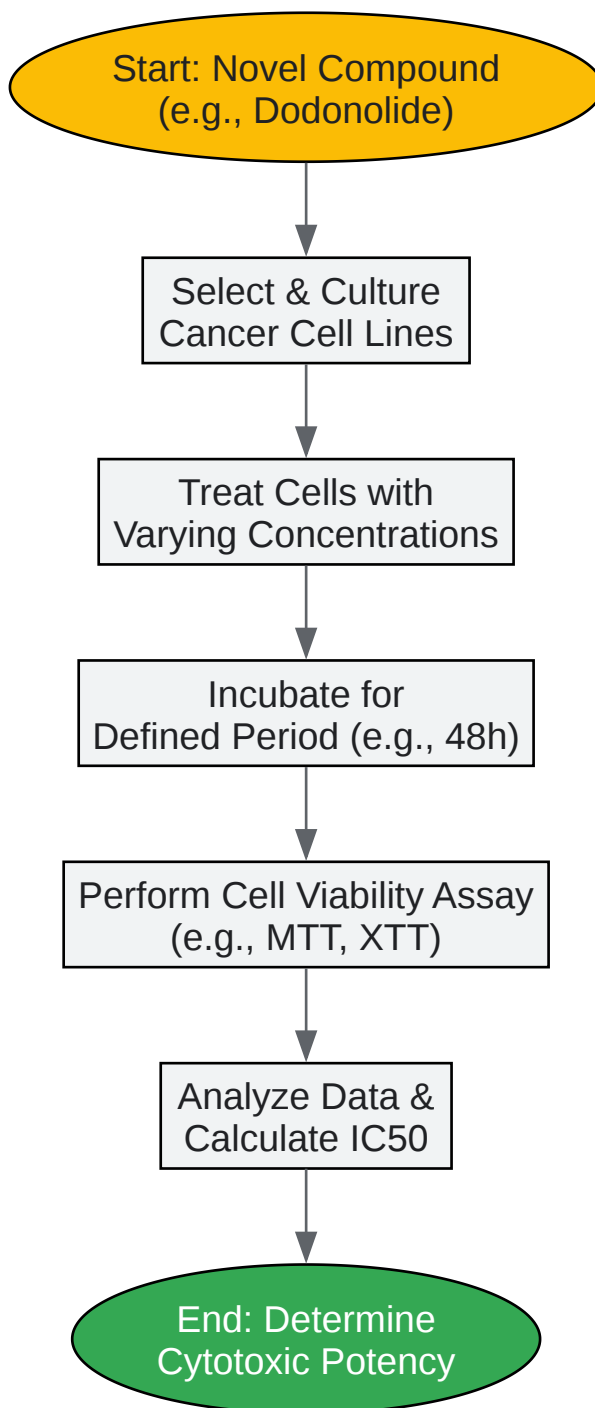 Start: Novel Compound
(e.g., Dodonolide)
Select & Culture
Cancer Cell Lines
Treat Cells with
Varying Concentrations
Incubate for
Defined Period (e.g., 48h)
Perform Cell Viability Assay
(e.g., MTT, XTT)
Analyze Data &
Calculate IC50
End: Determine
Cytotoxic Potency